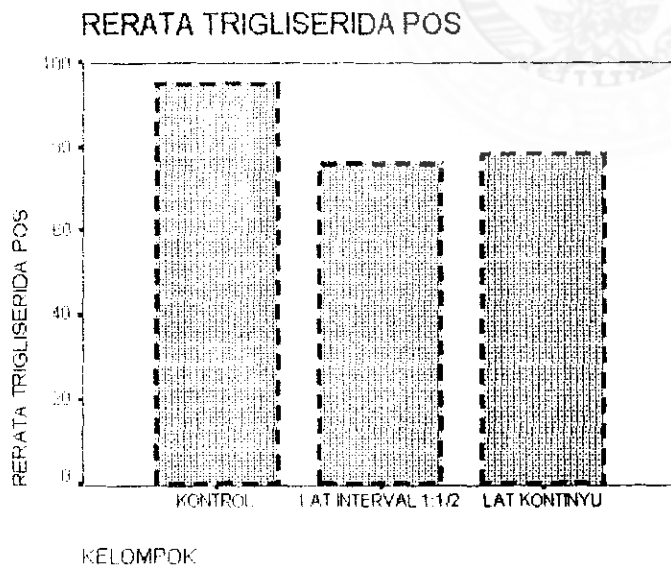 RERATA TRIGLISERIDA POS
RERATA TRIGLISERIDA POS
100
80
60
40
20
0
KONTROL LAT INTERVAL 1:1/2 LAT KONTINYU
KELOMPOK